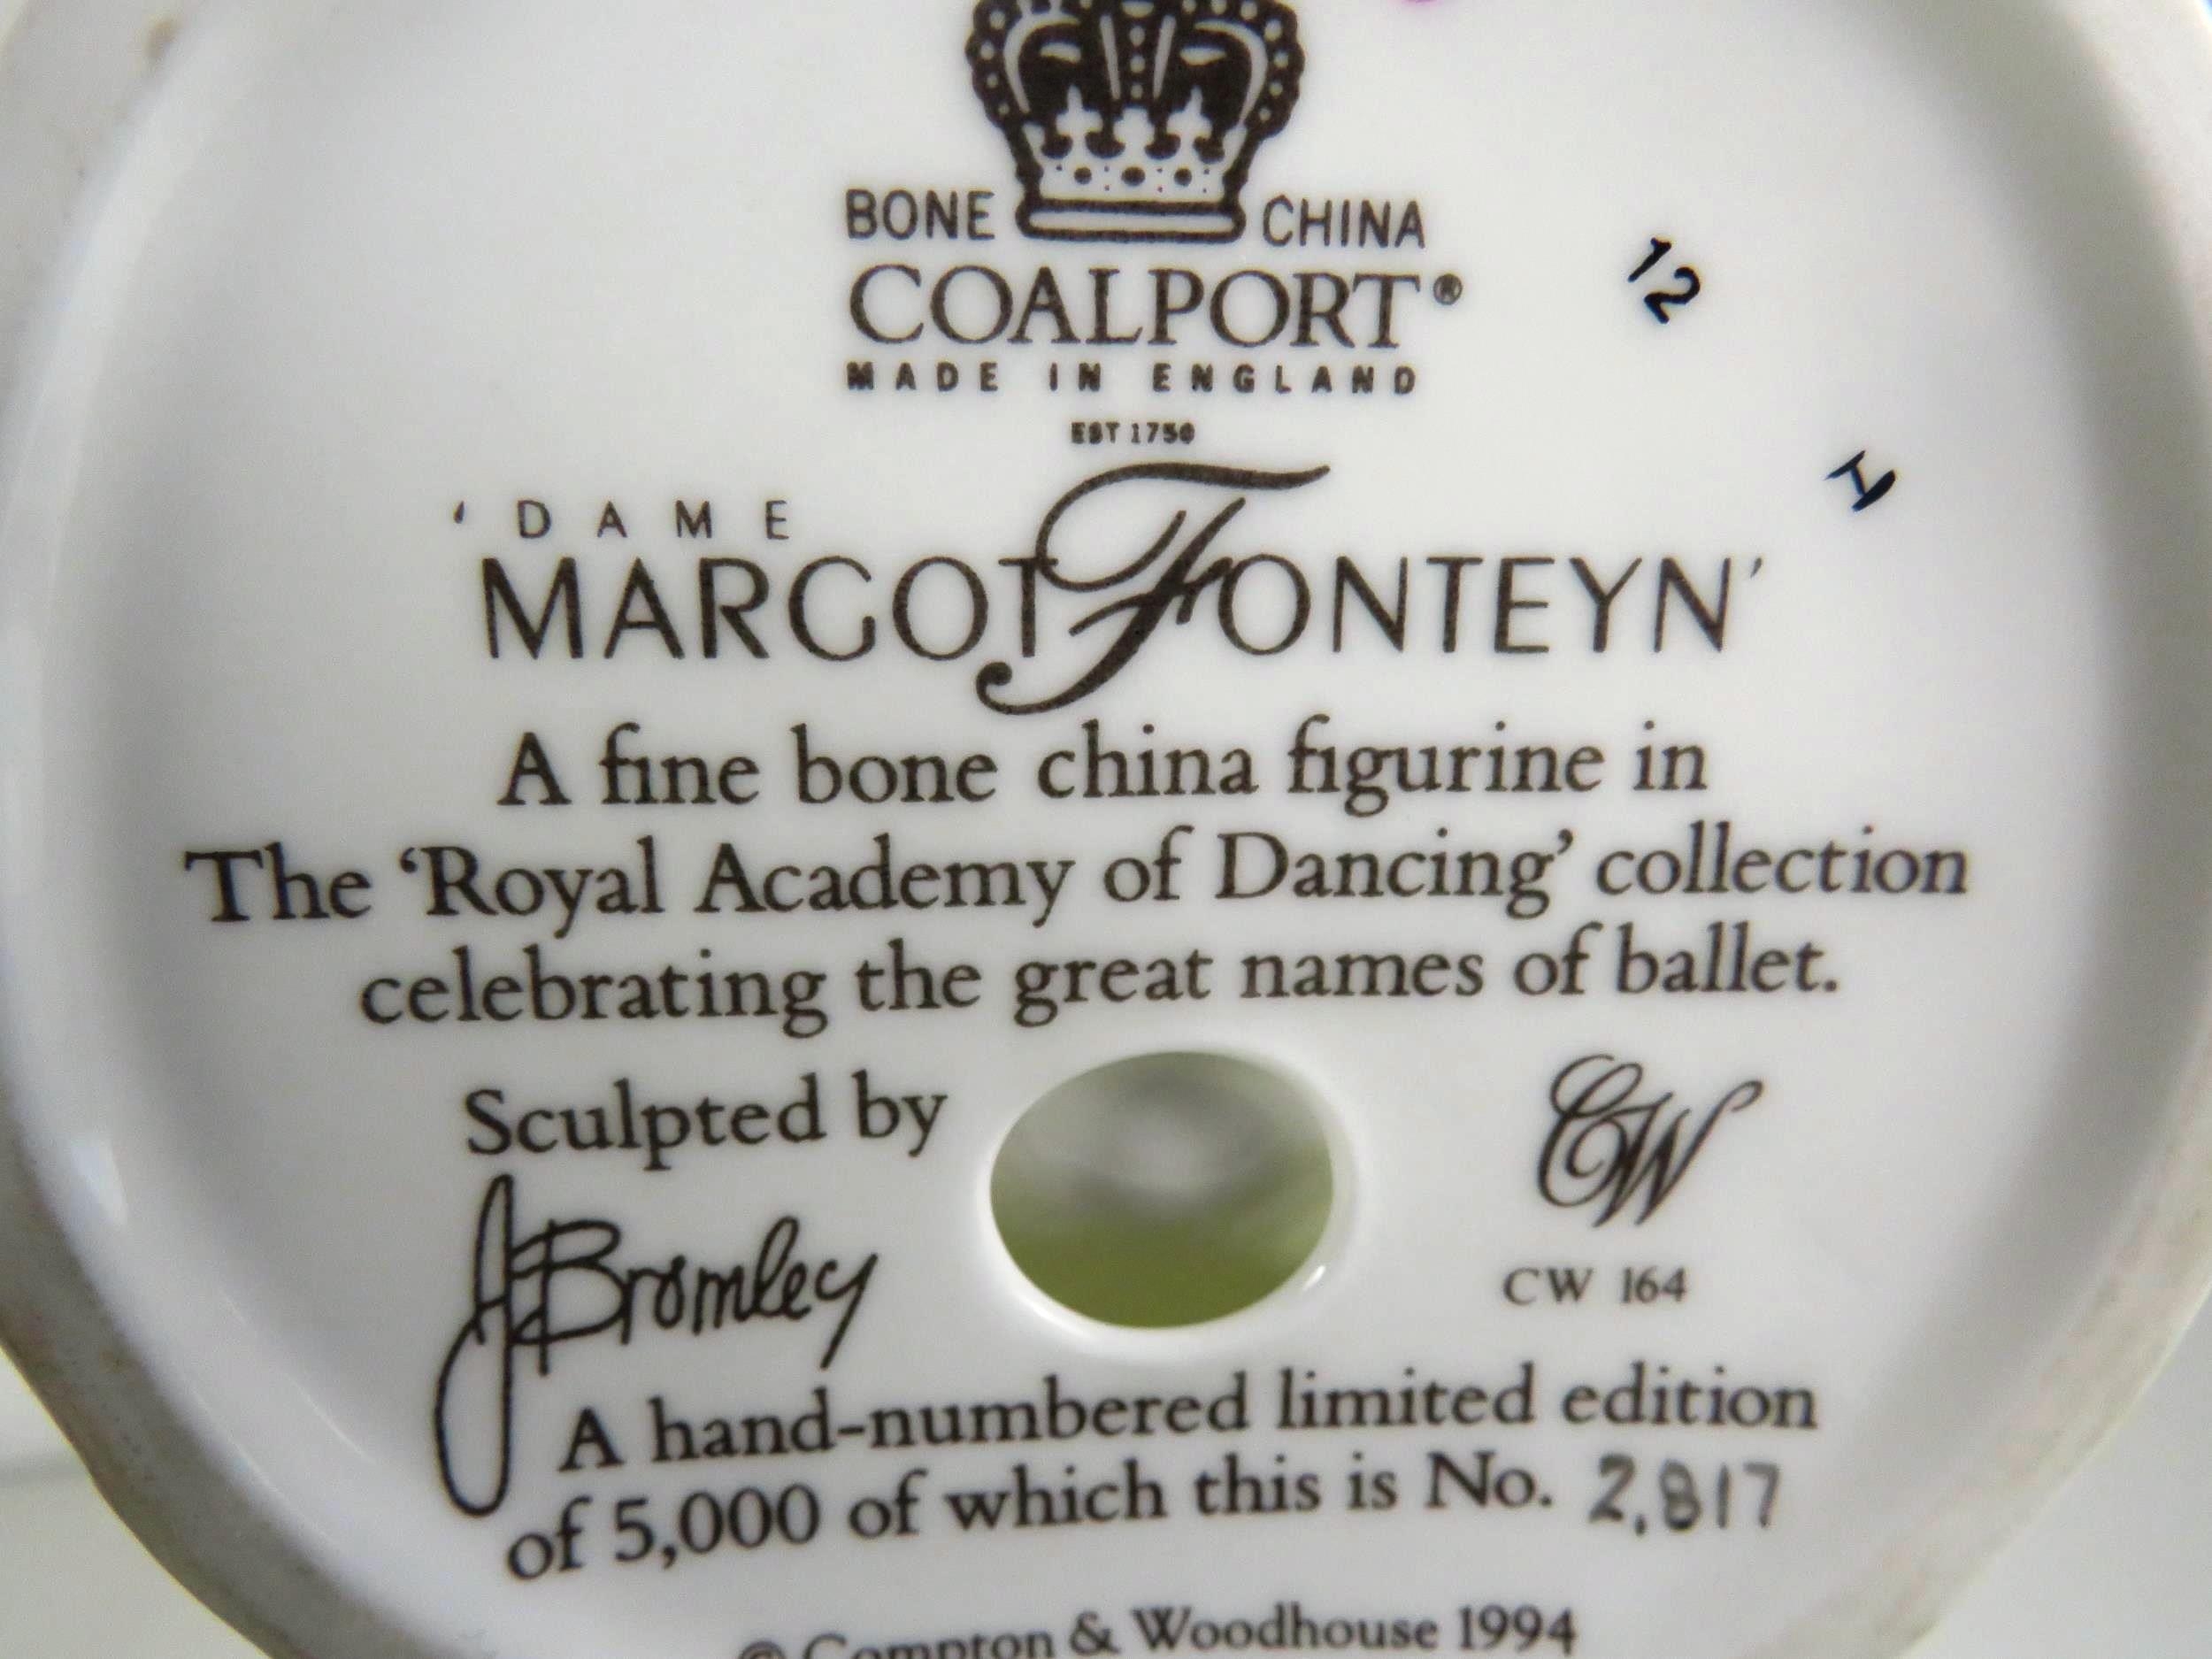 BONE CHINA
COALPORT®
MADE IN ENGLAND
EST 1750
12
H
'DAME
MARGOT FONTEYN'
A fine bone china figurine in
The ‘Royal Academy of Dancing’ collection
celebrating the great names of ballet.
Sculpted by
J Bromley
CW
CW 164
A hand-numbered limited edition
of 5,000 of which this is No. 2,817
© Compton & Woodhouse 1994